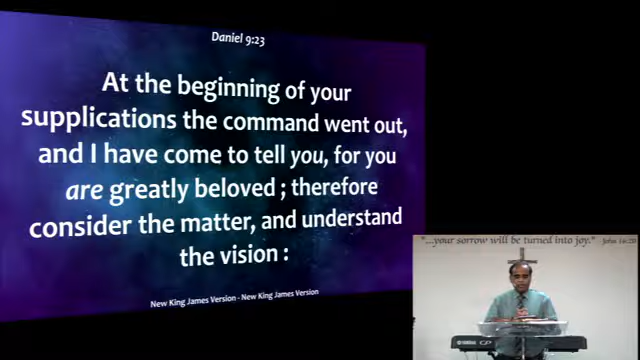 Daniel 9:23
At the beginning of your
supplications the command went out,
and I have come to tell you, for you
are greatly beloved ; therefore
consider the matter, and understand
the vision :
New King James Version - New King James Version
"...your sorrow will be turned into joy." John 16:20
YAMAHA CP